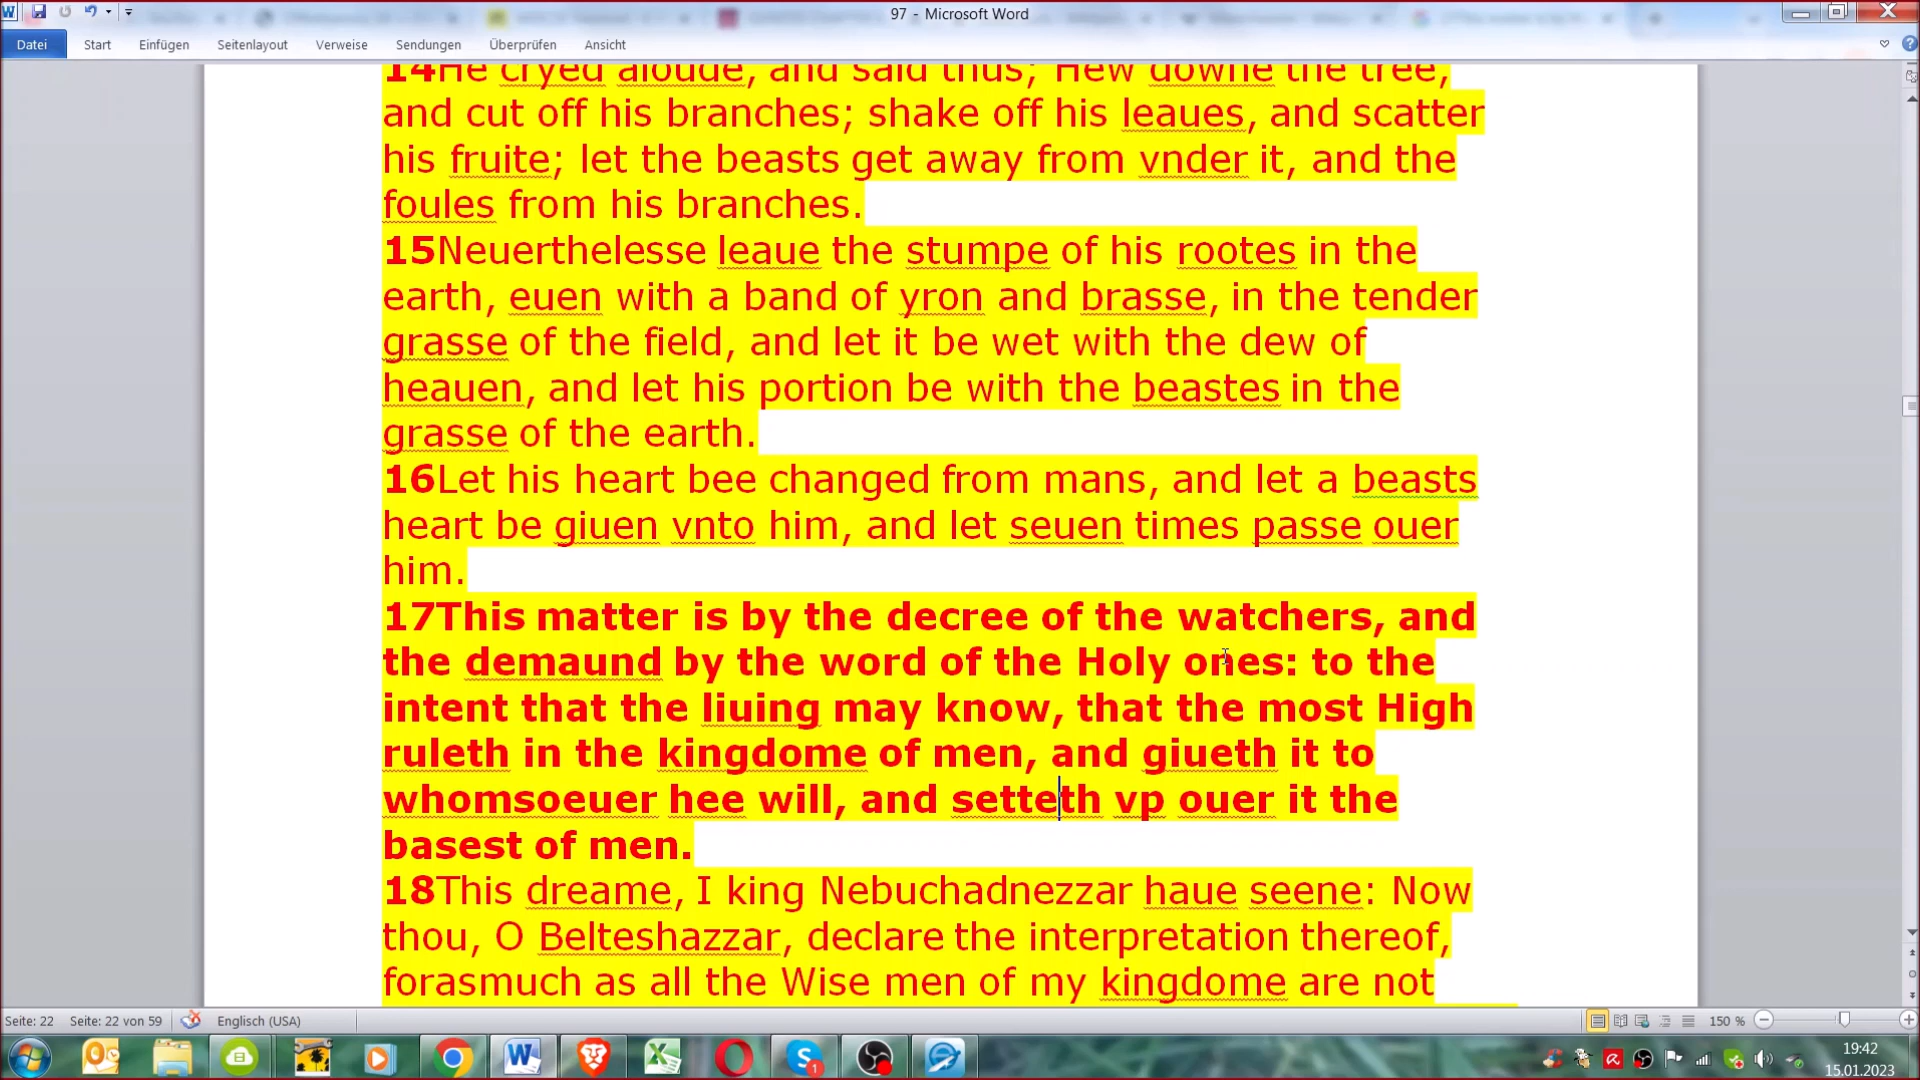 97 - Microsoft Word
Datei Start Einfügen Seitenlayout Verweise Sendungen Überprüfen Ansicht
14He cryed aloude, and said thus; Hew downe the tree,
and cut off his branches; shake off his leaues, and scatter
his fruite; let the beasts get away from vnder it, and the
foules from his branches.
15Neuerthelesse leaue the stumpe of his rootes in the
earth, euen with a band of yron and brasse, in the tender
grasse of the field, and let it be wet with the dew of
heauen, and let his portion be with the beastes in the
grasse of the earth.
16Let his heart bee changed from mans, and let a beasts
heart be giuen vnto him, and let seuen times passe ouer
him.
17This matter is by the decree of the watchers, and
the demaund by the word of the Holy ones: to the
intent that the liuing may know, that the most High
ruleth in the kingdome of men, and giueth it to
whomsoeuer hee will, and setteth vp ouer it the
basest of men.
18This dreame, I king Nebuchadnezzar haue seene: Now
thou, O Belteshazzar, declare the interpretation thereof,
forasmuch as all the Wise men of my kingdome are not
Seite: 22 Seite: 22 von 59 Englisch (USA) 150 %
19:42
15.01.2023